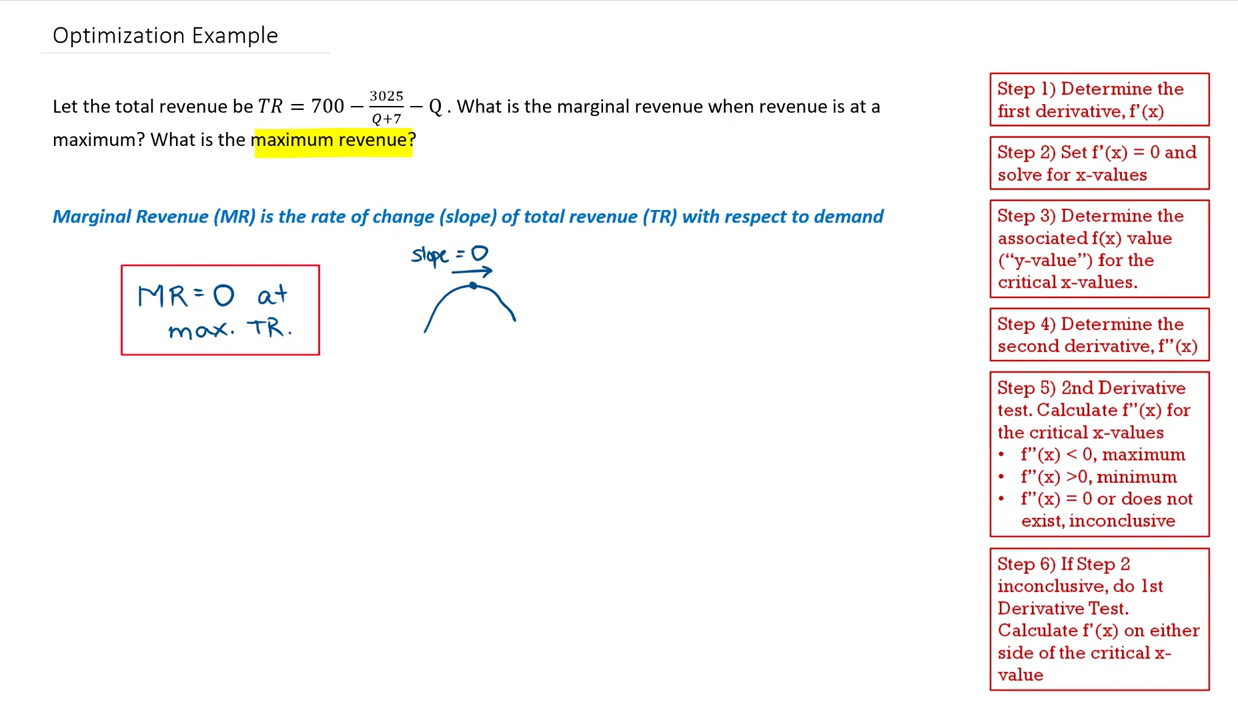 Optimization Example
Let the total revenue be TR = 700 − 3025/(Q+7) − Q . What is the marginal revenue when revenue is at a
maximum? What is the maximum revenue?
Marginal Revenue (MR) is the rate of change (slope) of total revenue (TR) with respect to demand
slope = 0
MR = 0 at
max. TR.
Step 1) Determine the
first derivative, f'(x)
Step 2) Set f'(x) = 0 and
solve for x-values
Step 3) Determine the
associated f(x) value
("y-value") for the
critical x-values.
Step 4) Determine the
second derivative, f''(x)
Step 5) 2nd Derivative
test. Calculate f''(x) for
the critical x-values
• f''(x) < 0, maximum
• f''(x) >0, minimum
• f''(x) = 0 or does not
exist, inconclusive
Step 6) If Step 2
inconclusive, do 1st
Derivative Test.
Calculate f'(x) on either
side of the critical x-
value